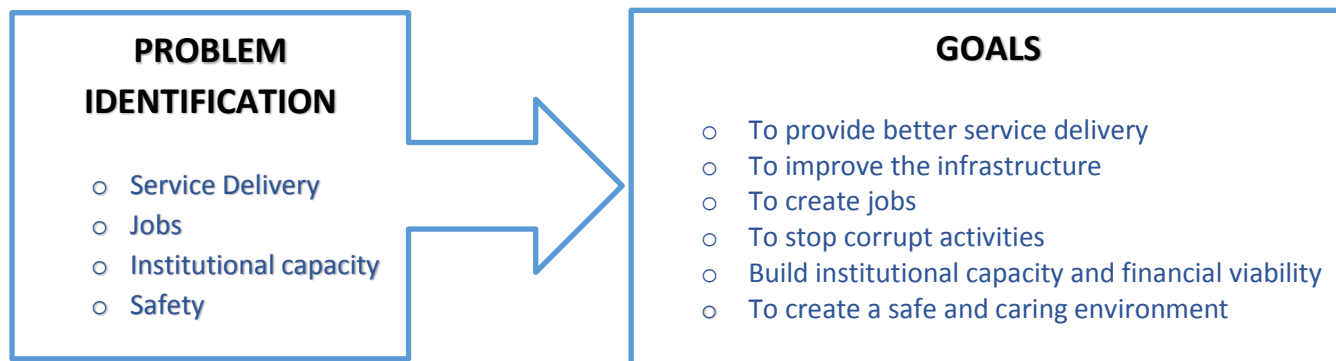 PROBLEM
IDENTIFICATION
o Service Delivery
o Jobs
o Institutional capacity
o Safety
GOALS
o To provide better service delivery
o To improve the infrastructure
o To create jobs
o To stop corrupt activities
o Build institutional capacity and financial viability
o To create a safe and caring environment